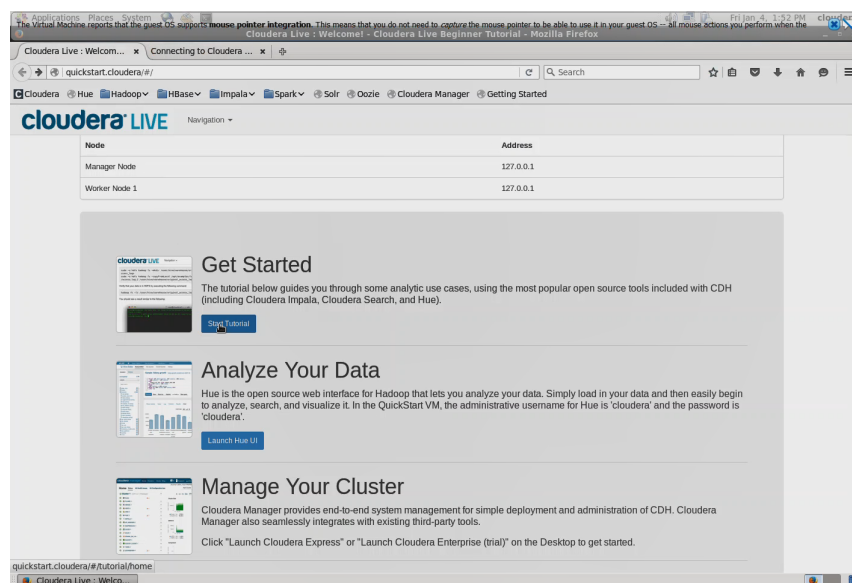 Applications Places System Fri Jan 4, 1:52 PM cloudera
The Virtual Machine reports that the guest OS supports mouse pointer integration. This means that you do not need to capture the mouse pointer to be able to use it in your guest OS -- all mouse actions you perform when the
Cloudera Live : Welcome! - Cloudera Live Beginner Tutorial - Mozilla Firefox
Cloudera Live : Welcom... × Connecting to Cloudera ... ×
quickstart.cloudera/#/ Search
Cloudera Hue Hadoop HBase Impala Spark Solr Oozie Cloudera Manager Getting Started
cloudera LIVE Navigation
Node Address
Manager Node 127.0.0.1
Worker Node 1 127.0.0.1
Get Started
The tutorial below guides you through some analytic use cases, using the most popular open source tools included with CDH
(including Cloudera Impala, Cloudera Search, and Hue).
Start Tutorial
cloudera LIVE
Analyze Your Data
Hue is the open source web interface for Hadoop that lets you analyze your data. Simply load in your data and then easily begin
to analyze, search, and visualize it. In the QuickStart VM, the administrative username for Hue is 'cloudera' and the password is
'cloudera'.
Launch Hue UI
Manage Your Cluster
Cloudera Manager provides end-to-end system management for simple deployment and administration of CDH. Cloudera
Manager also seamlessly integrates with existing third-party tools.
Click "Launch Cloudera Express" or "Launch Cloudera Enterprise (trial)" on the Desktop to get started.
quickstart.cloudera/#/tutorial/home
Cloudera Live : Welco...